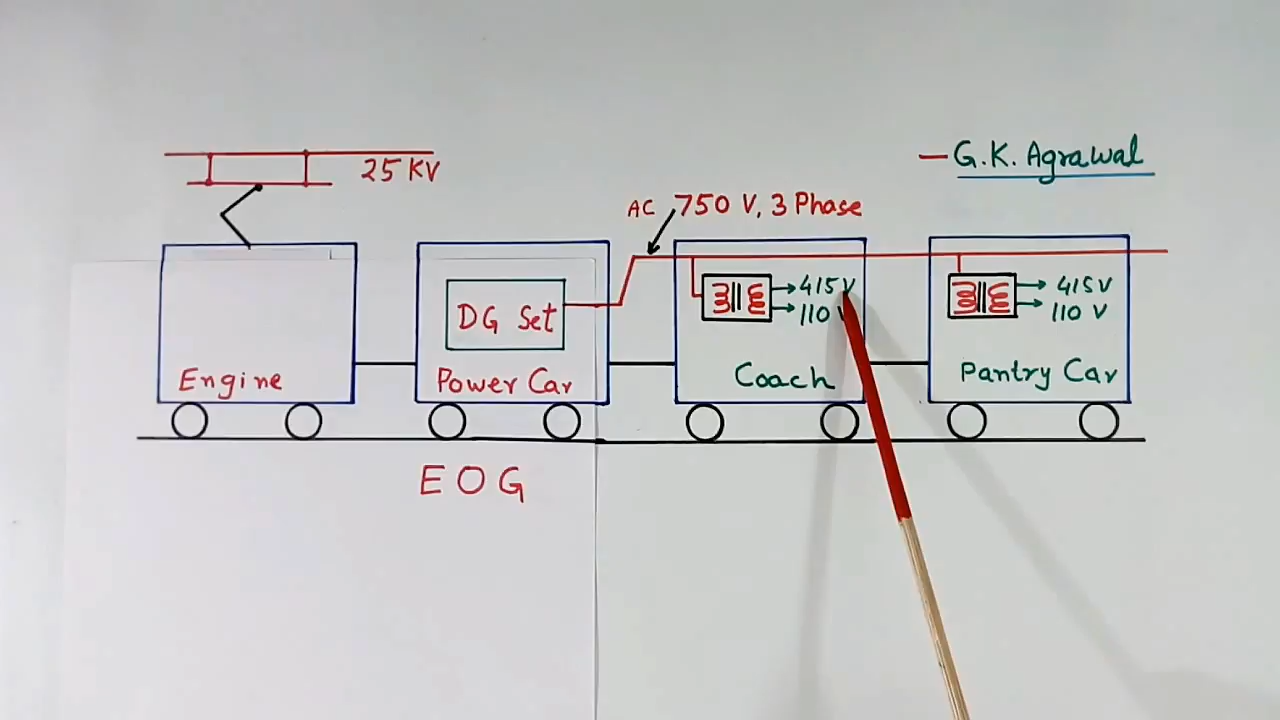 25 KV
— G.K. Agrawal
AC 750 V, 3 Phase
DG Set
415 V
110 V
415 V
110 V
Engine
Power Car
Coach
Pantry Car
EOG